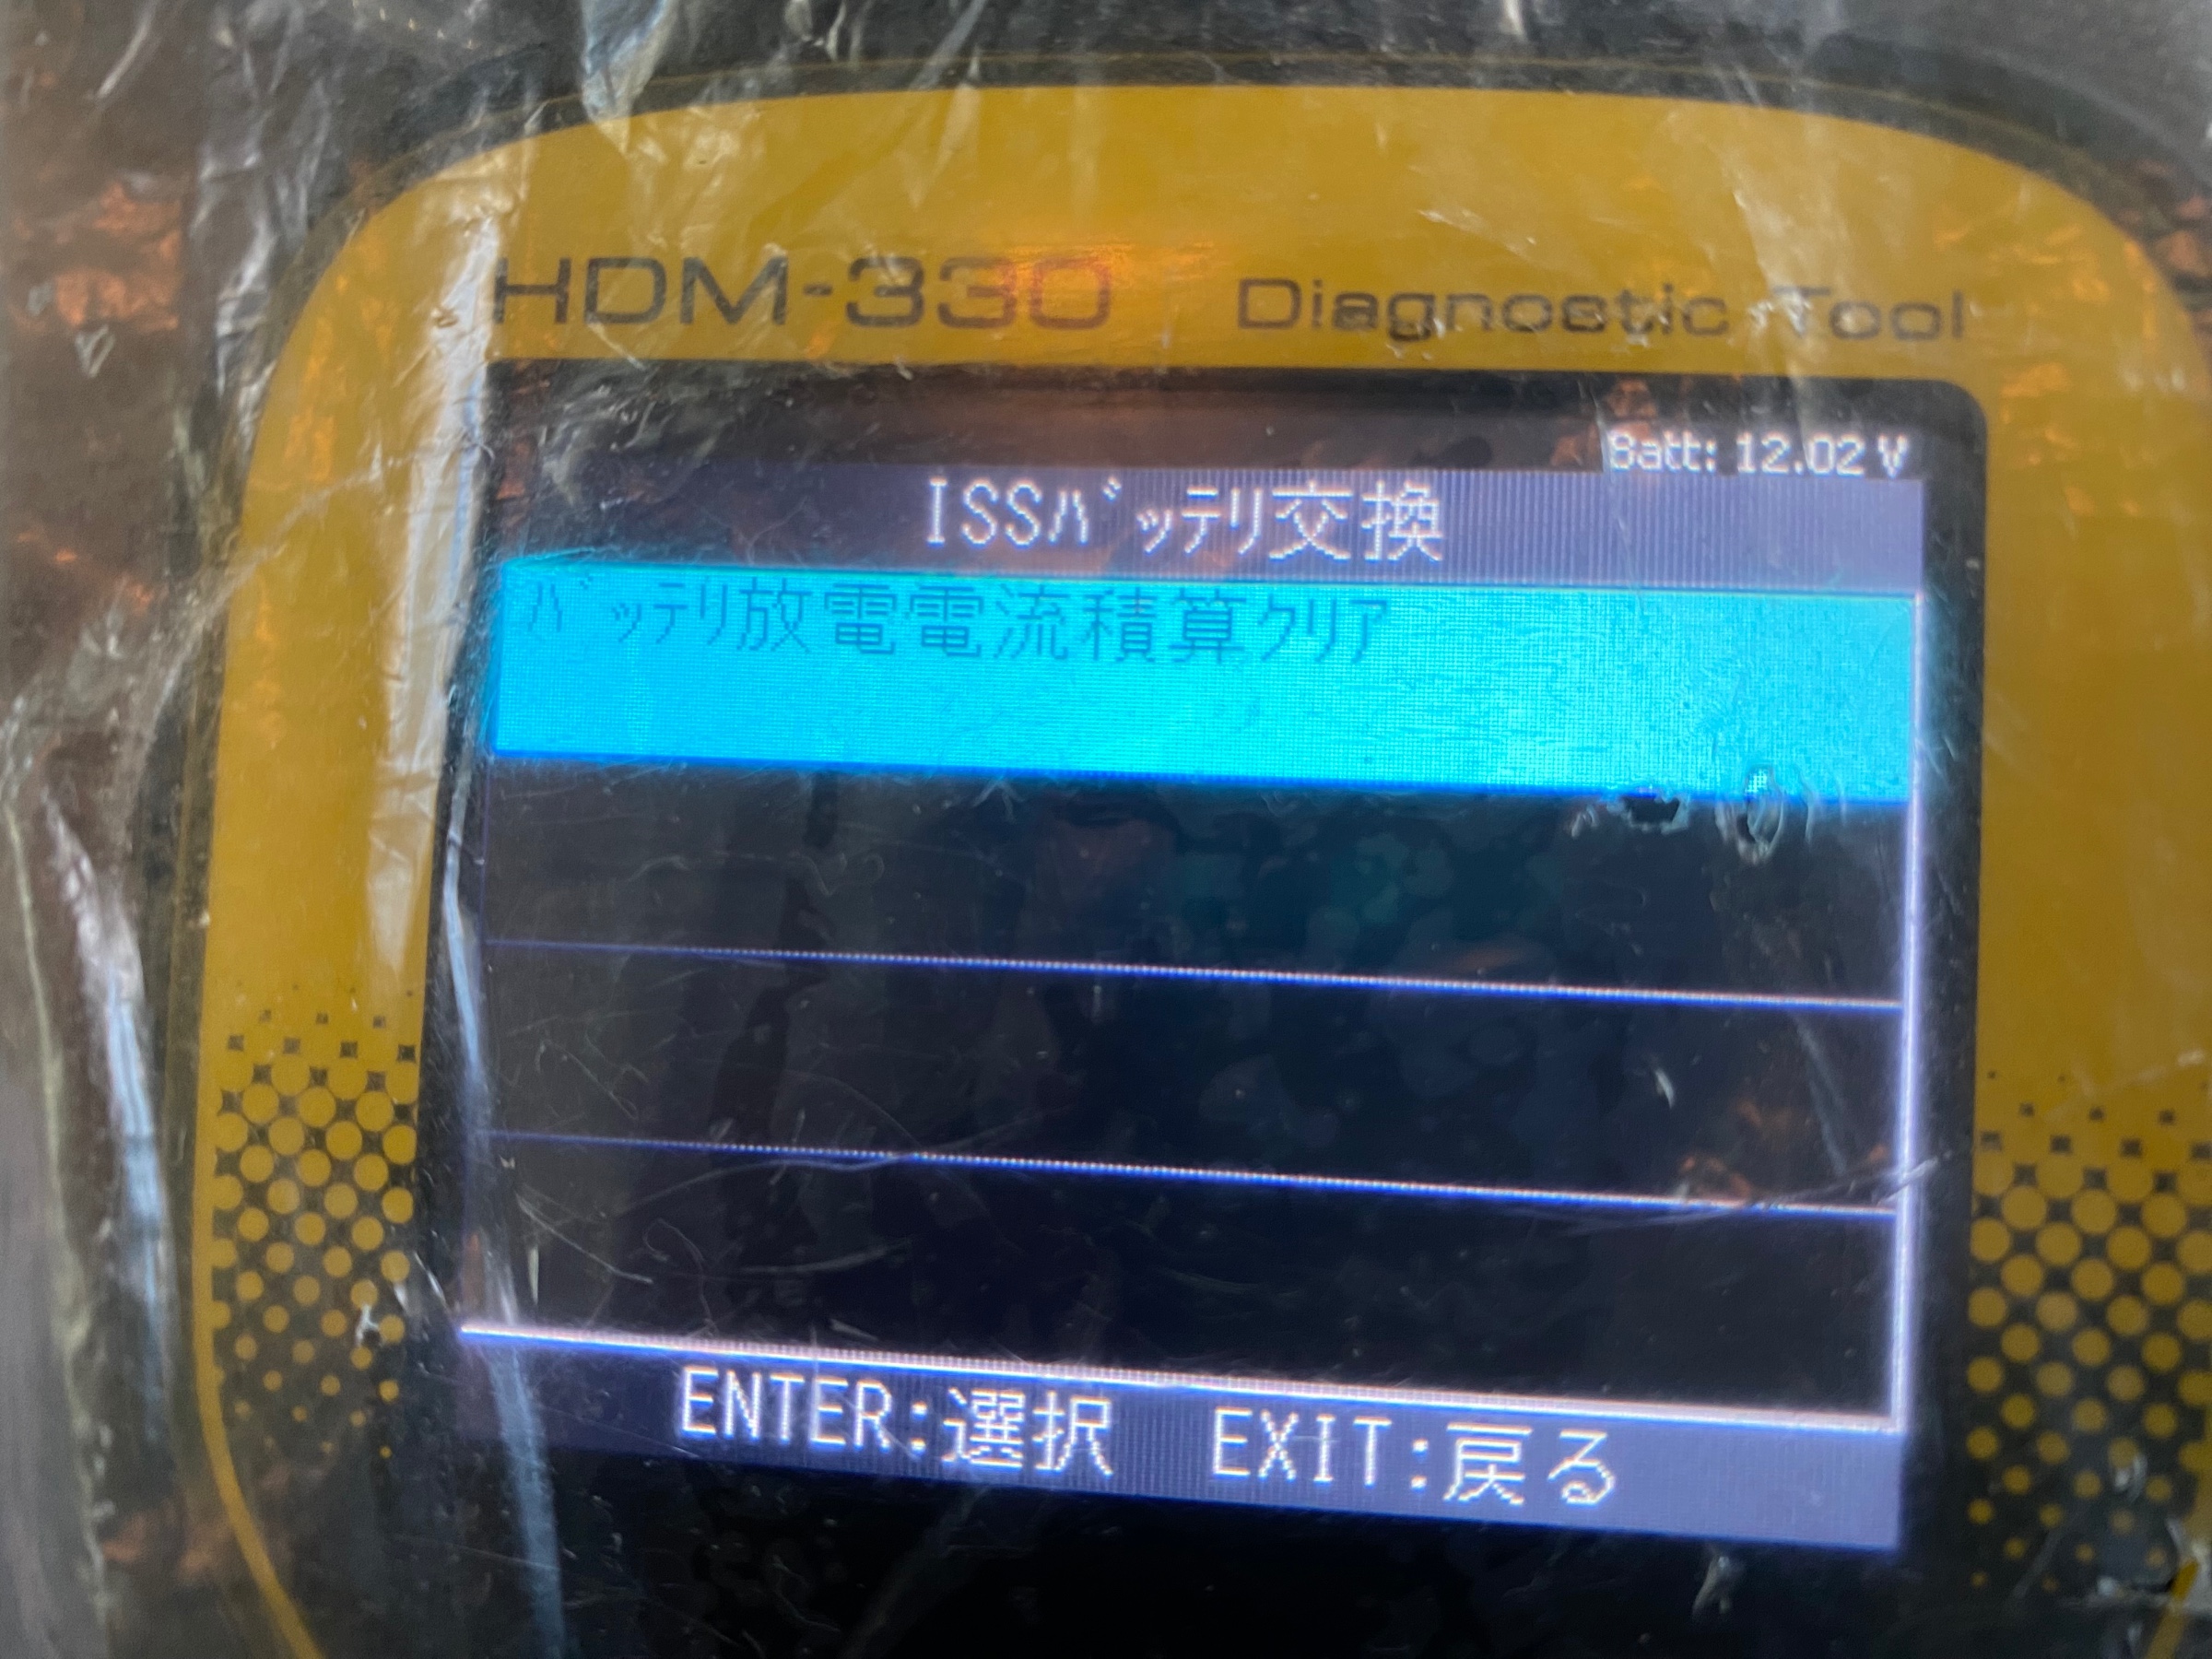 HDM-330 Diagnostic Tool
Batt: 12.02 V
ISSバッテリ交換
バッテリ放電電流積算クリア
ENTER:選択 EXIT:戻る